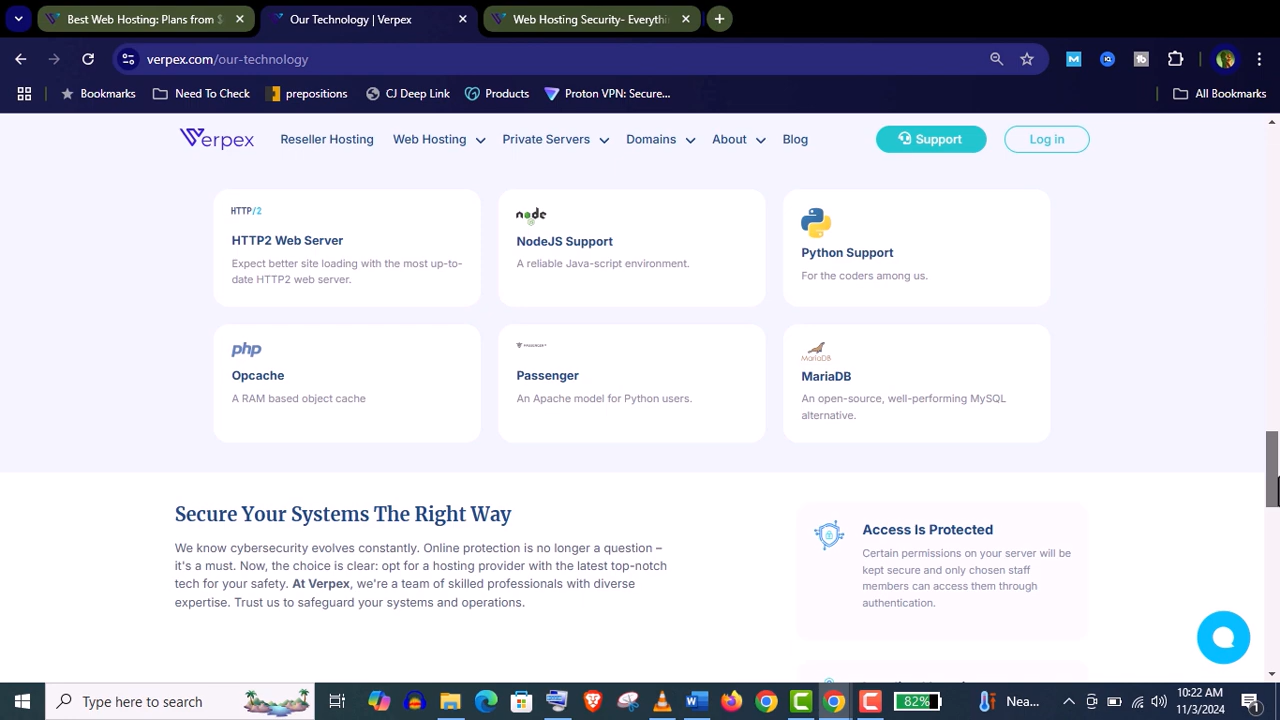 Best Web Hosting: Plans from $
Our Technology | Verpex
Web Hosting Support- Everythi
verpex.com/our-technology
Bookmarks
Need To Check
prepositions
CJ Deep Link
Products
Proton VPN: Secure...
All Bookmarks
Verpex
Reseller Hosting
Web Hosting
Private Servers
Domains
About
Blog
Support
Log in
HTTP/2
HTTP2 Web Server
Expect better site loading with the most up-to-
date HTTP2 web server.
node
NodeJS Support
A reliable Java-script environment.
Python Support
For the coders among us.
php
Opcache
A RAM based object cache
Passenger
An Apache model for Python users.
MariaDB
MariaDB
An open-source, well-performing MySQL
alternative.
Secure Your Systems The Right Way
We know cybersecurity evolves constantly. Online protection is no longer a question –
it's a must. Now, the choice is clear: opt for a hosting provider with the latest top-notch
tech for your safety. At Verpex, we're a team of skilled professionals with diverse
expertise. Trust us to safeguard your systems and operations.
Access Is Protected
Certain permissions on your server will be
kept secure and only chosen staff
members can access them through
authentication.
Type here to search
82%
Nea...
10:22 AM
11/3/2024